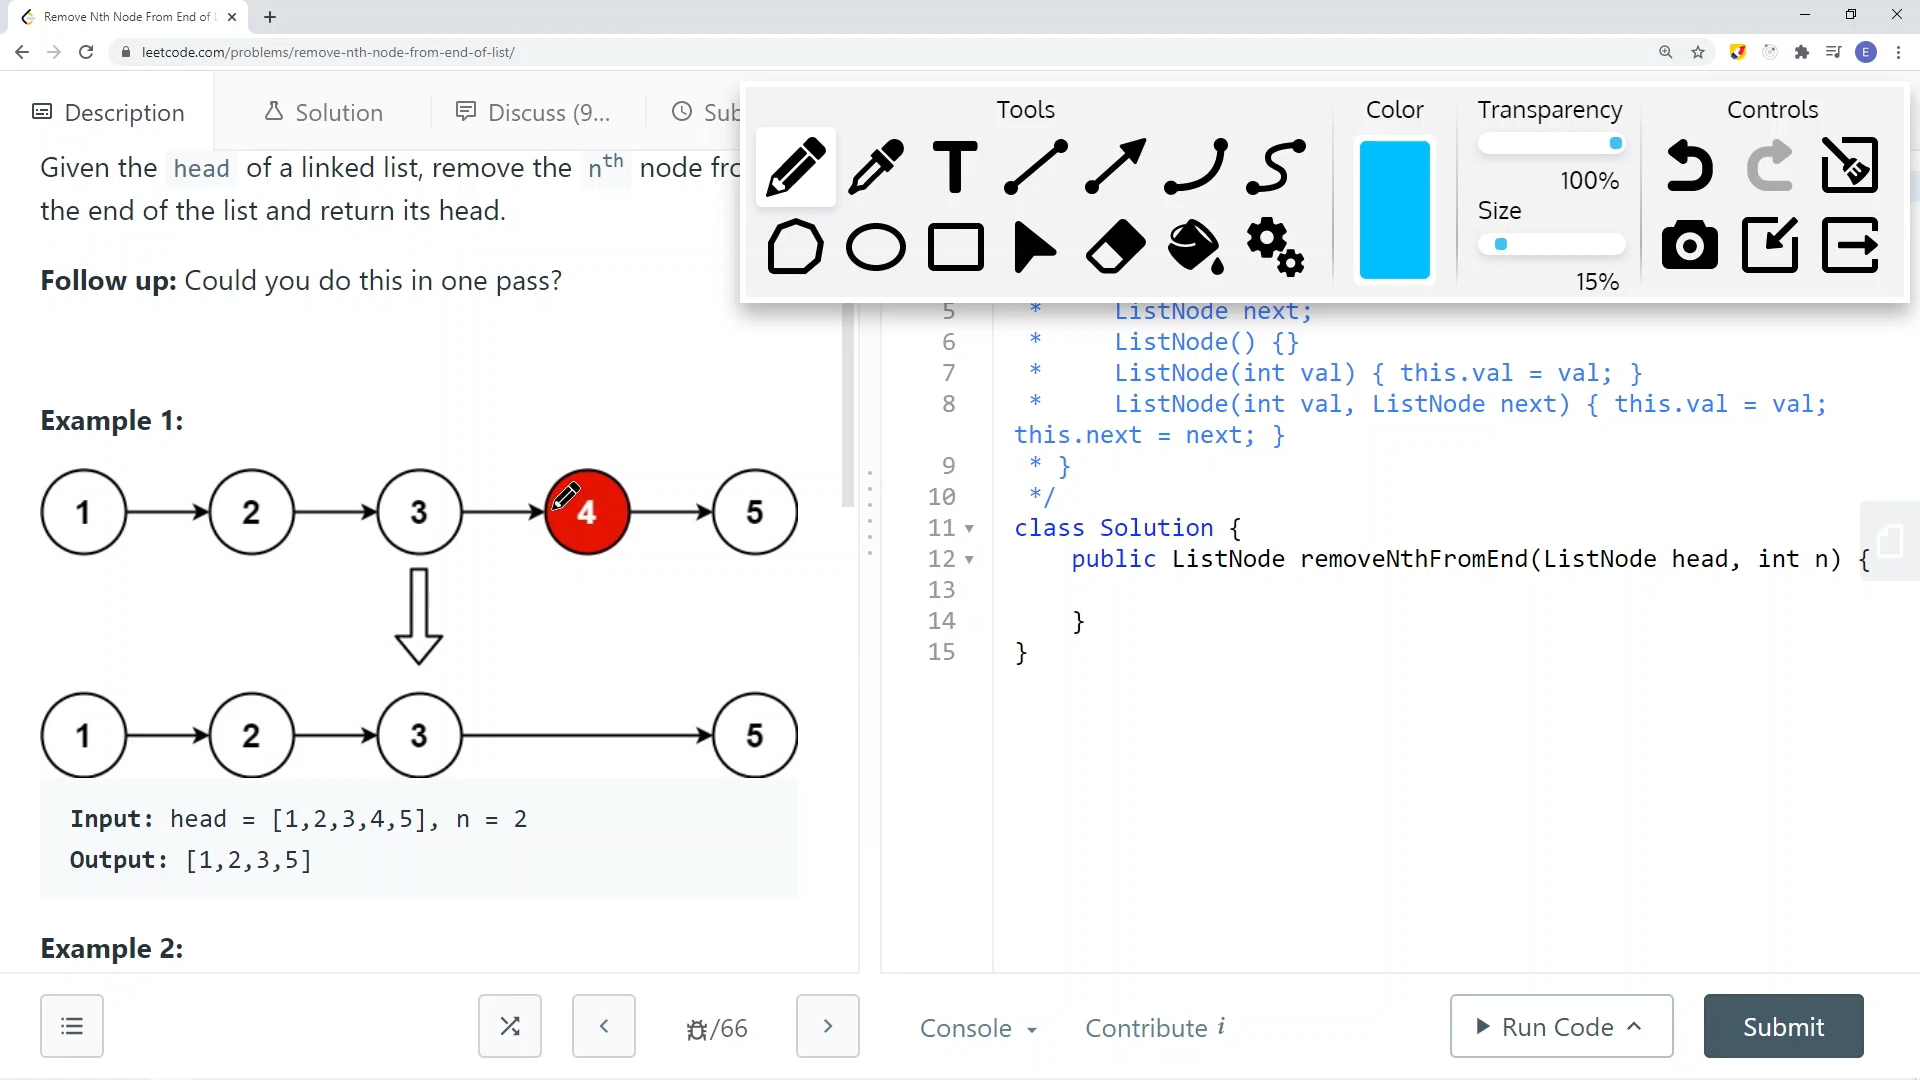 Remove Nth Node From End of L
leetcode.com/problems/remove-nth-node-from-end-of-list/
E
Description
Solution
Discuss (9...
Sub
Tools
Color
Transparency
Controls
100%
Size
15%
Given the head of a linked list, remove the nth node fro
the end of the list and return its head.
Follow up: Could you do this in one pass?
Example 1:
1 2 3 4 5
1 2 3 5
Input: head = [1,2,3,4,5], n = 2
Output: [1,2,3,5]
Example 2:
5 * ListNode next;
6 * ListNode() {}
7 * ListNode(int val) { this.val = val; }
8 * ListNode(int val, ListNode next) { this.val = val;
this.next = next; }
9 * }
10 */
11 class Solution {
12 public ListNode removeNthFromEnd(ListNode head, int n) {
13
14 }
15 }
/66
Console
Contribute i
Run Code
Submit